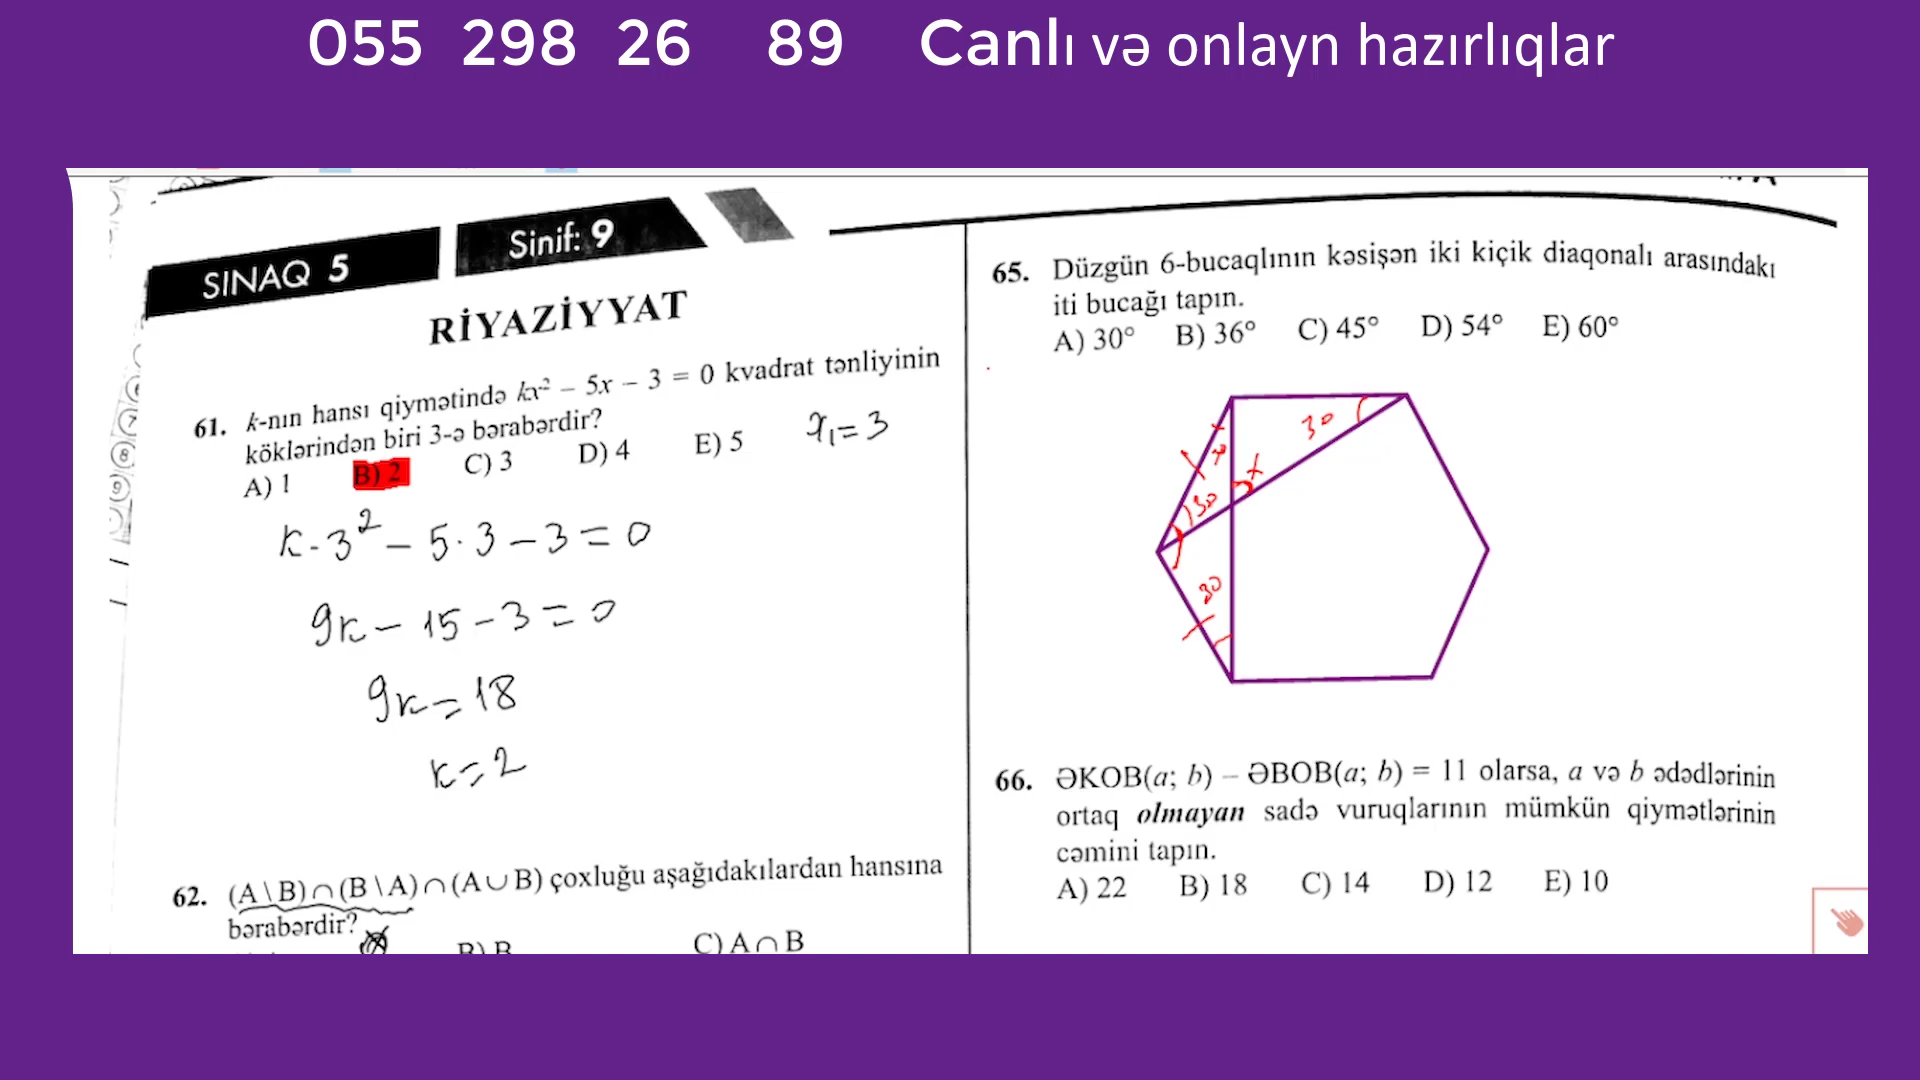 055 298 26 89 Canlı və onlayn hazırlıqlar
SINAQ 5
Sinif: 9
RİYAZİYYAT
61. k-nın hansı qiymətində kx² – 5x – 3 = 0 kvadrat tənliyinin
köklərindən biri 3-ə bərabərdir?
A) 1 B) 2 C) 3 D) 4 E) 5
x₁=3
k·3² – 5·3 – 3 = 0
9k – 15 – 3 = 0
9k = 18
k = 2
62. (A \ B) ∩ (B \ A) ∩ (A ∪ B) çoxluğu aşağıdakılardan hansına
bərabərdir?
B) B C) A ∩ B
65. Düzgün 6-bucaqlının kəsişən iki kiçik diaqonalı arasındakı
iti bucağı tapın.
A) 30° B) 36° C) 45° D) 54° E) 60°
30
x
30
30
66. ƏKOB(a; b) – ƏBOB(a; b) = 11 olarsa, a və b ədədlərinin
ortaq olmayan sadə vuruqlarının mümkün qiymətlərinin
cəmini tapın.
A) 22 B) 18 C) 14 D) 12 E) 10